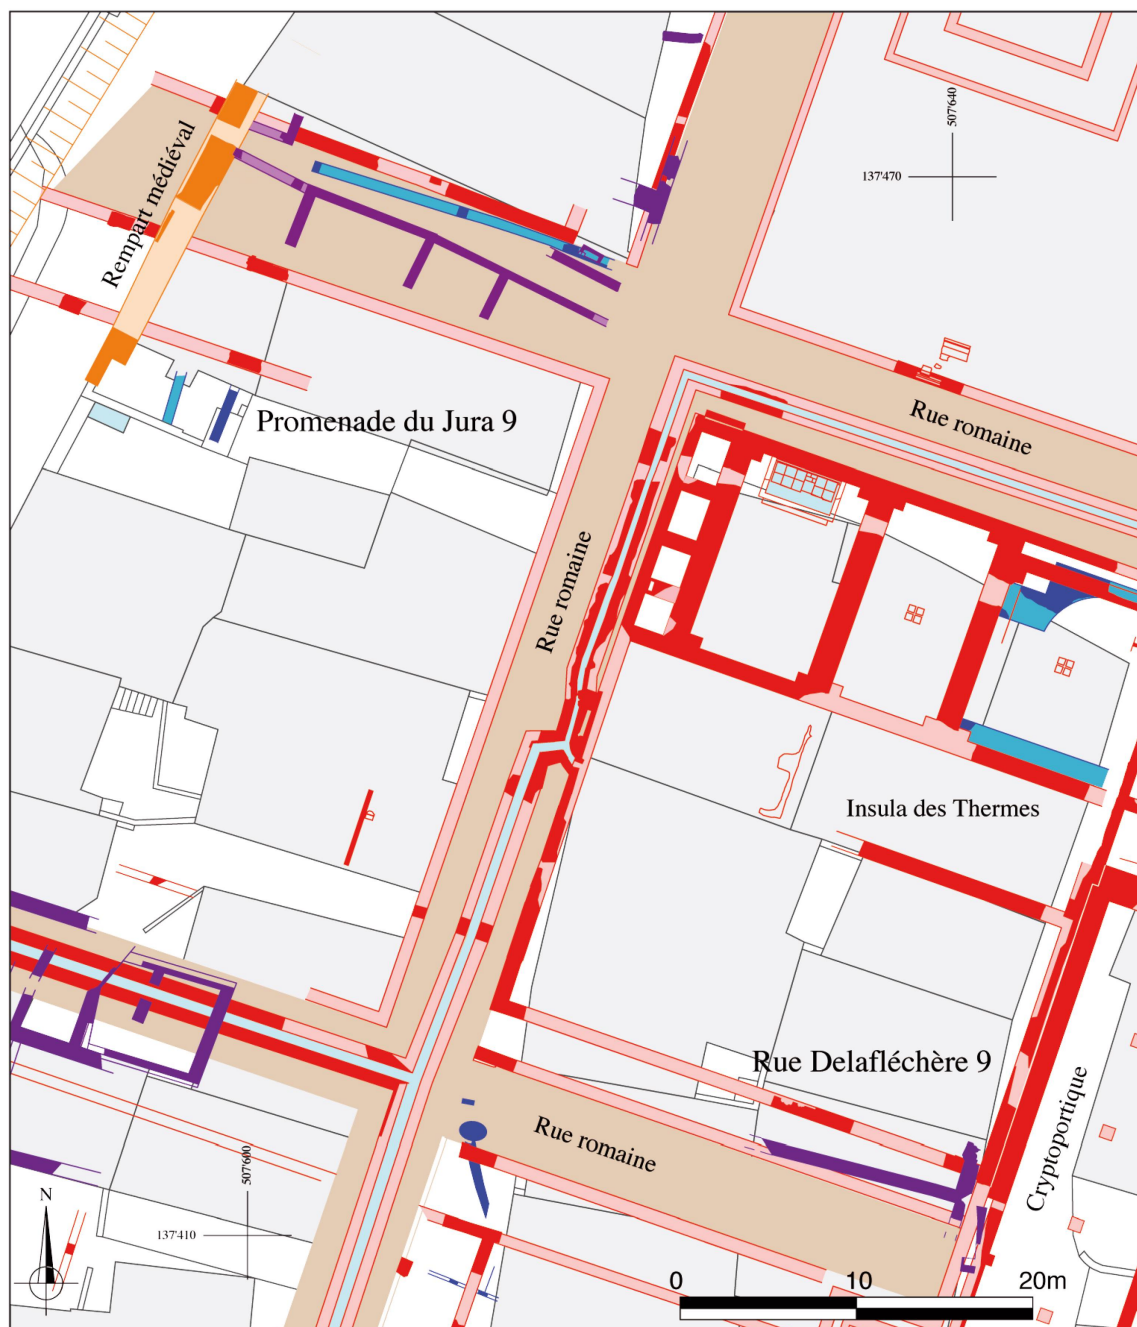 507'640
137'470
Rempart médiéval
Rue romaine
Promenade du Jura 9
Rue romaine
Insula des Thermes
Rue Delafléchère 9
Cryptoportique
Rue romaine
507'600
N
137'410
0 10 20m